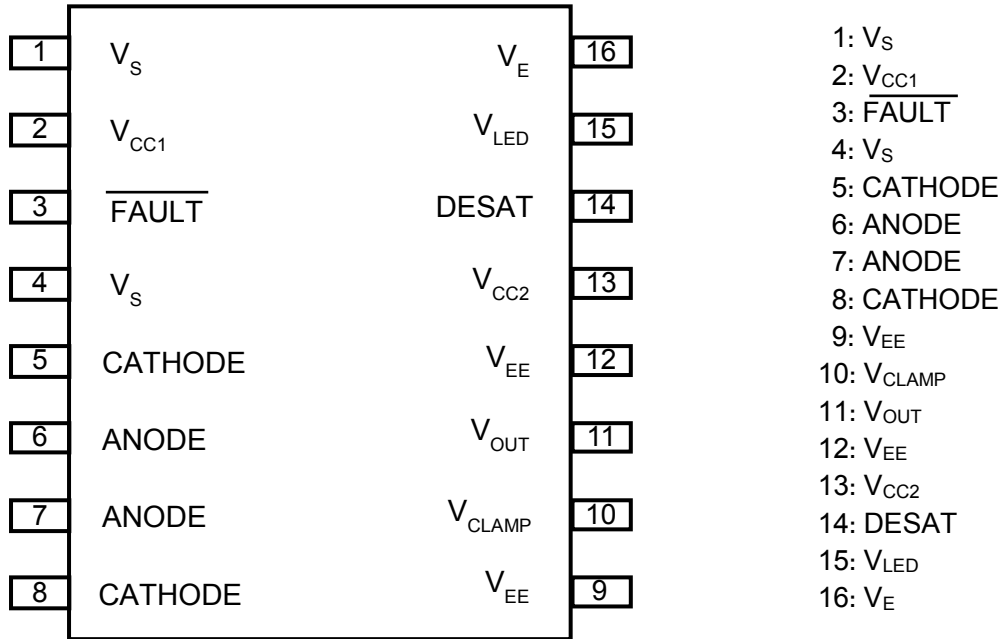 1 V_S V_E 16
2 V_CC1 V_LED 15
3 F̅A̅U̅L̅T̅ DESAT 14
4 V_S V_CC2 13
5 CATHODE V_EE 12
6 ANODE V_OUT 11
7 ANODE V_CLAMP 10
8 CATHODE V_EE 9
1: V_S
2: V_CC1
3: F̅A̅U̅L̅T̅
4: V_S
5: CATHODE
6: ANODE
7: ANODE
8: CATHODE
9: V_EE
10: V_CLAMP
11: V_OUT
12: V_EE
13: V_CC2
14: DESAT
15: V_LED
16: V_E